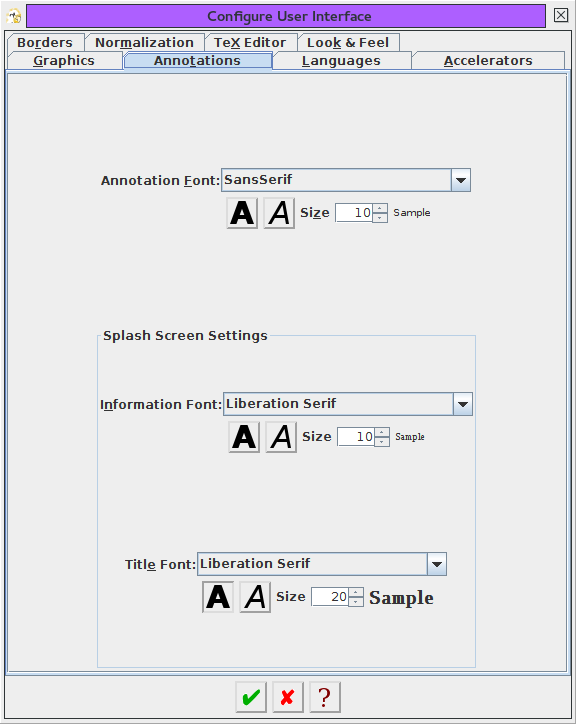 Configure User Interface
Borders Normalization TeX Editor Look & Feel
Graphics Annotations Languages Accelerators
Annotation Font: SansSerif
A A Size 10 Sample
Splash Screen Settings
Information Font: Liberation Serif
A A Size 10 Sample
Title Font: Liberation Serif
A A Size 20 Sample
?